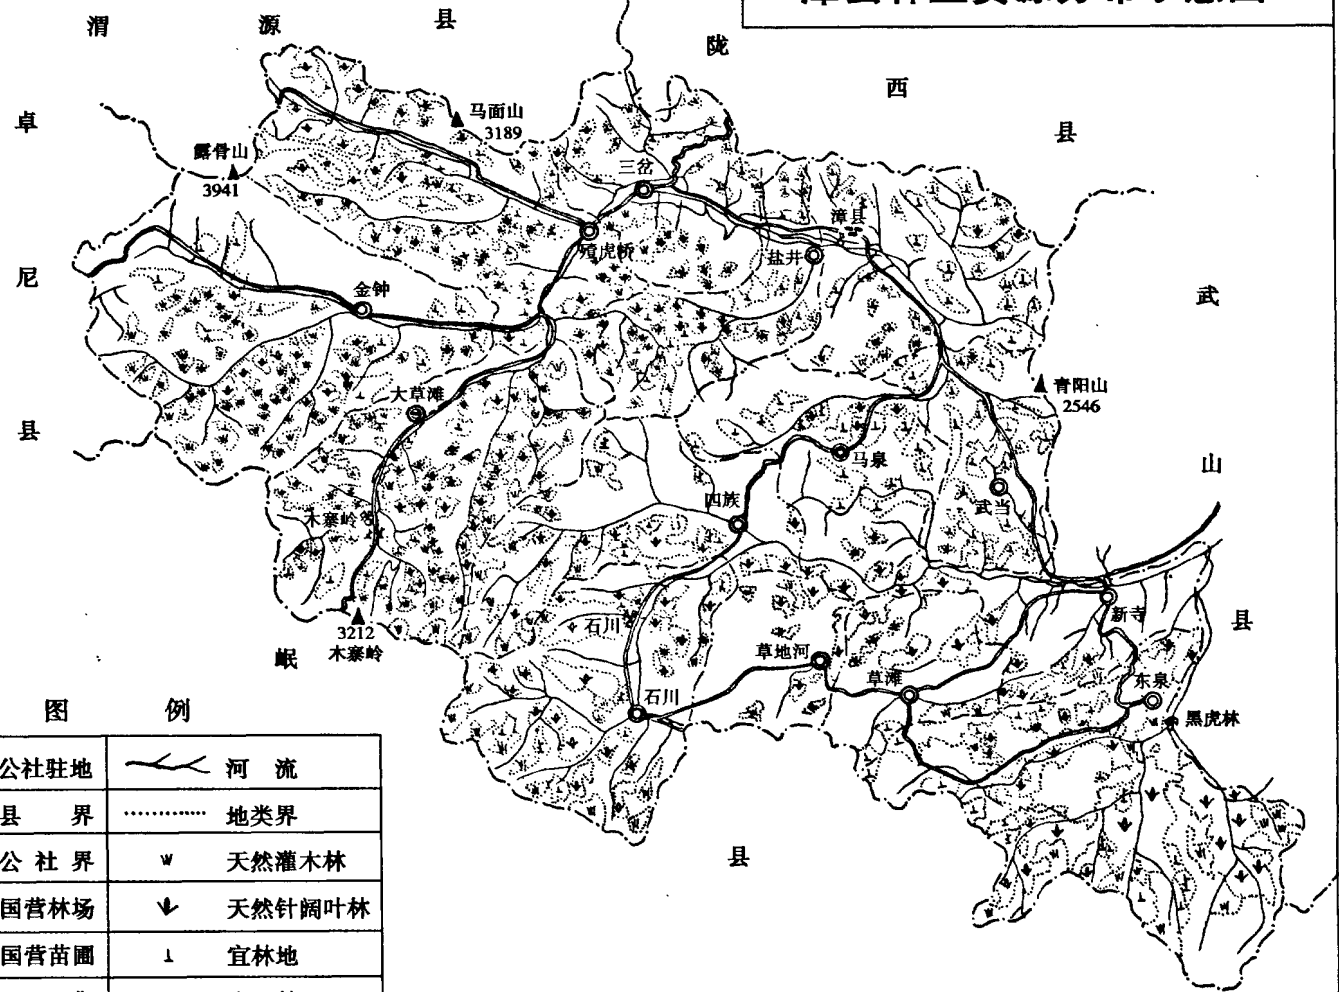 渭 源 县
陇 西 县
卓 尼 县
武 山 县
岷 县
马面山
3189
露骨山
3941
三岔
漳县
殪虎桥
盐井
金钟
大草滩
青阳山
2546
马泉
四族
武当
木寨岭
3212
木寨岭
石川
新寺
草地河
草滩
石川
东泉
黑虎林
图 例
公社驻地 河 流
县 界 地类界
公 社 界 天然灌木林
国营林场 天然针阔叶林
国营苗圃 宜林地